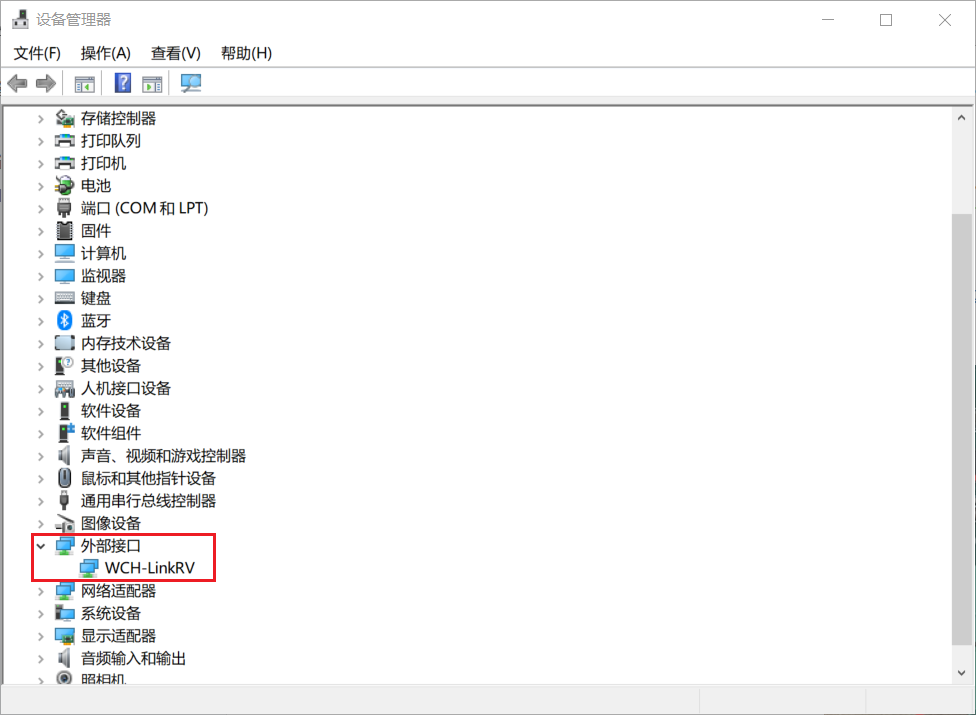 设备管理器
文件(F) 操作(A) 查看(V) 帮助(H)
存储控制器
打印队列
打印机
电池
端口 (COM 和 LPT)
固件
计算机
监视器
键盘
蓝牙
内存技术设备
其他设备
人机接口设备
软件设备
软件组件
声音、视频和游戏控制器
鼠标和其他指针设备
通用串行总线控制器
图像设备
外部接口
WCH-LinkRV
网络适配器
系统设备
显示适配器
音频输入和输出
照相机